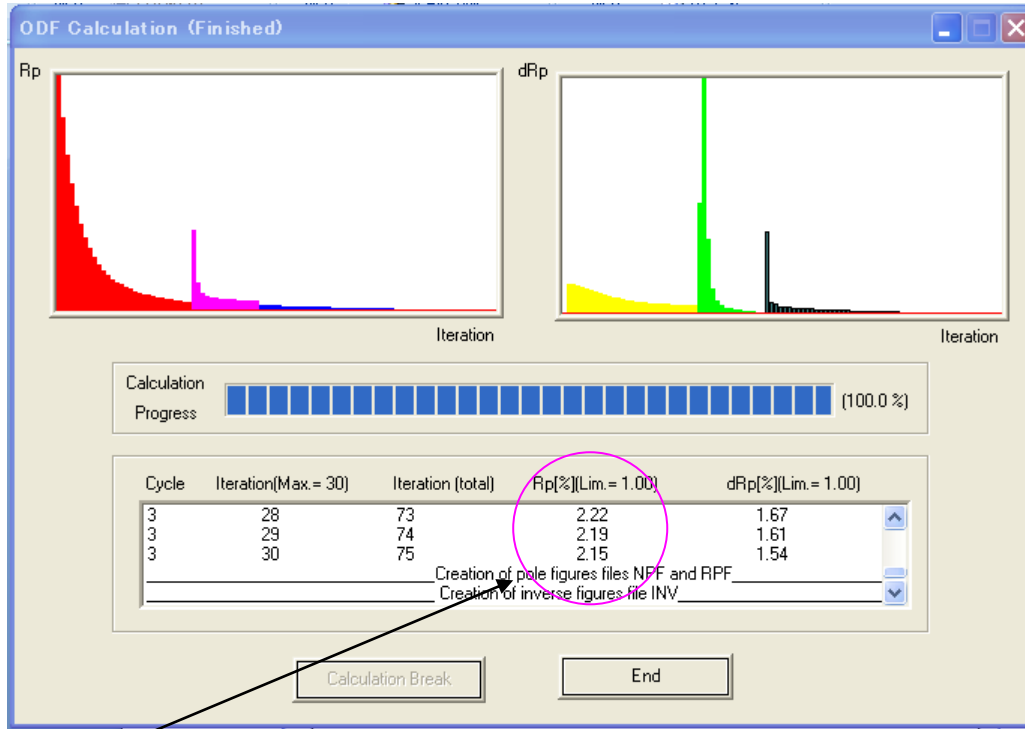 ODF Calculation (Finished)
Rp
dRp
Iteration
Iteration
Calculation
Progress
(100.0 %)
Cycle Iteration(Max.= 30) Iteration (total) Rp[%](Lim.= 1.00) dRp[%](Lim.= 1.00)
3 28 73 2.22 1.67
3 29 74 2.19 1.61
3 30 75 2.15 1.54
Creation of pole figures files NPF and RPF
Creation of inverse figures file INV
Calculation Break
End